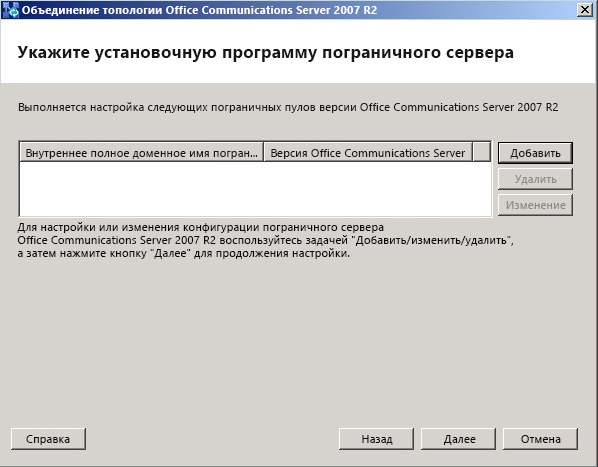 Объединение топологии Office Communications Server 2007 R2
Укажите установочную программу пограничного сервера
Выполняется настройка следующих пограничных пулов версии Office Communications Server 2007 R2
Внутреннее полное доменное имя погран... Версия Office Communications Server
Добавить
Удалить
Изменение
Для настройки или изменения конфигурации пограничного сервера
Office Communications Server 2007 R2 воспользуйтесь задачей "Добавить/изменить/удалить",
а затем нажмите кнопку "Далее" для продолжения настройки.
Справка Назад Далее Отмена